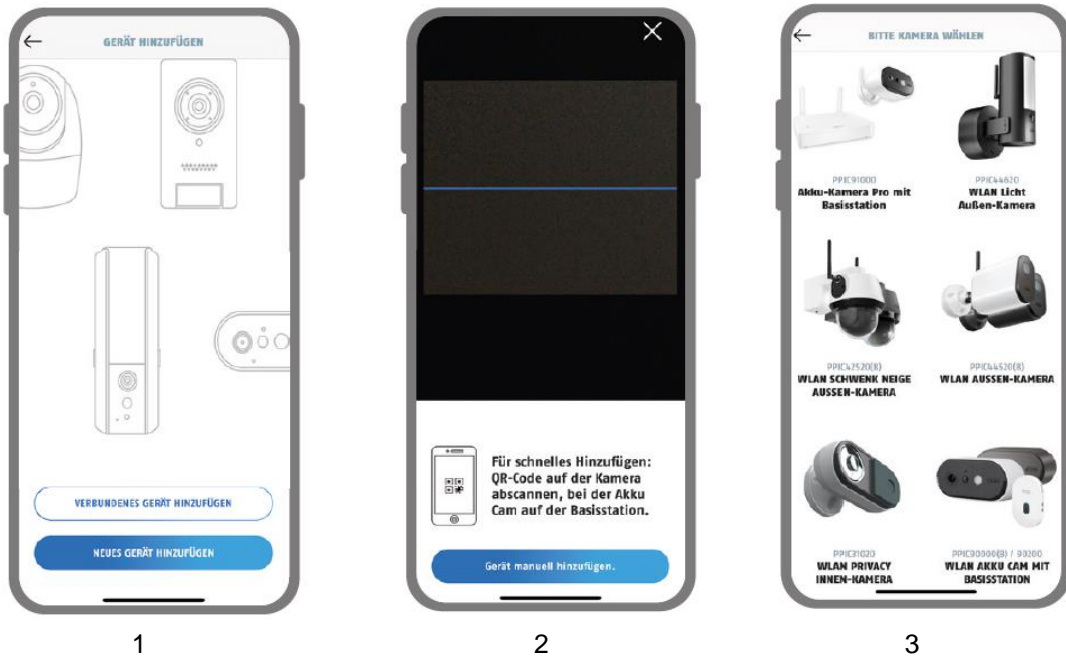 GERÄT HINZUFÜGEN
VERBUNDENES GERÄT HINZUFÜGEN
NEUES GERÄT HINZUFÜGEN
1
Für schnelles Hinzufügen:
QR-Code auf der Kamera
abscannen, bei der Akku
Cam auf der Basisstation.
Gerät manuell hinzufügen.
2
BITTE KAMERA WÄHLEN
PPIC91000
Akku-Kamera Pro mit
Basisstation
PPIC44620
WLAN Licht
Außen-Kamera
PPIC42520(B)
WLAN SCHWENK NEIGE
AUSSEN-KAMERA
PPIC44520(B)
WLAN AUSSEN-KAMERA
PPIC31020
WLAM PRIVACY
INNEN-KAMERA
PPIC90000(B) / 90200
WLAN AKKU CAM MIT
BASISSTATION
3